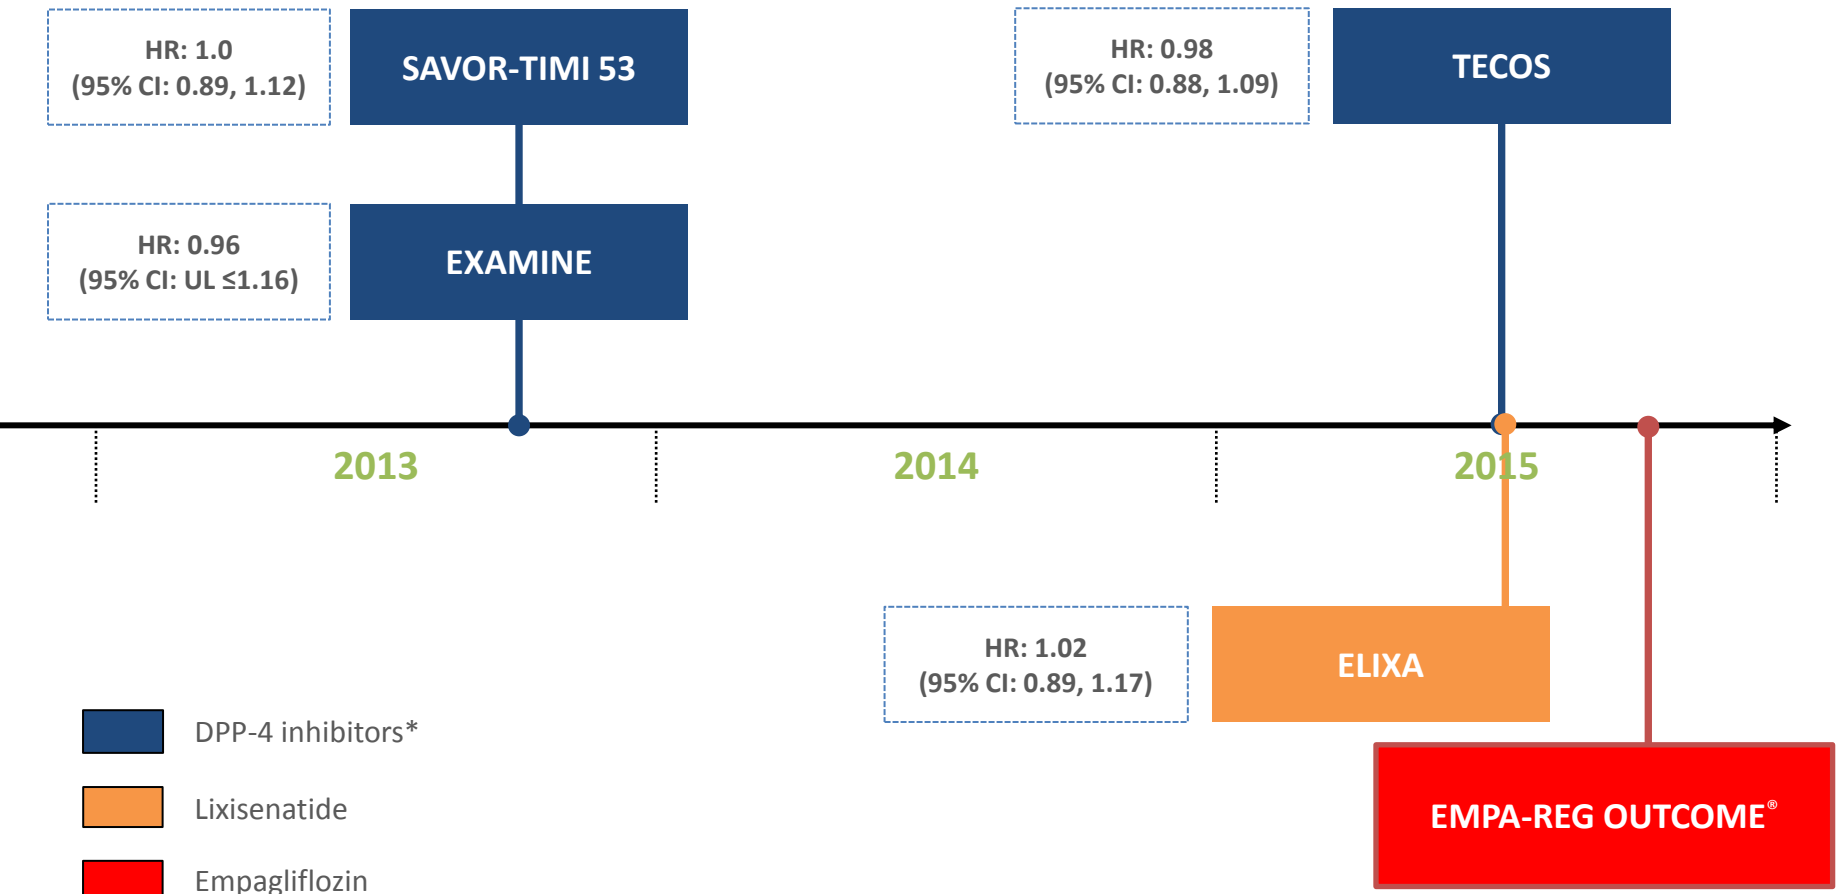 HR: 1.0
(95% CI: 0.89, 1.12)
SAVOR-TIMI 53
HR: 0.98
(95% CI: 0.88, 1.09)
TECOS
HR: 0.96
(95% CI: UL ≤1.16)
EXAMINE
2013
2014
2015
HR: 1.02
(95% CI: 0.89, 1.17)
ELIXA
DPP-4 inhibitors*
Lixisenatide
Empagliflozin
EMPA-REG OUTCOME®